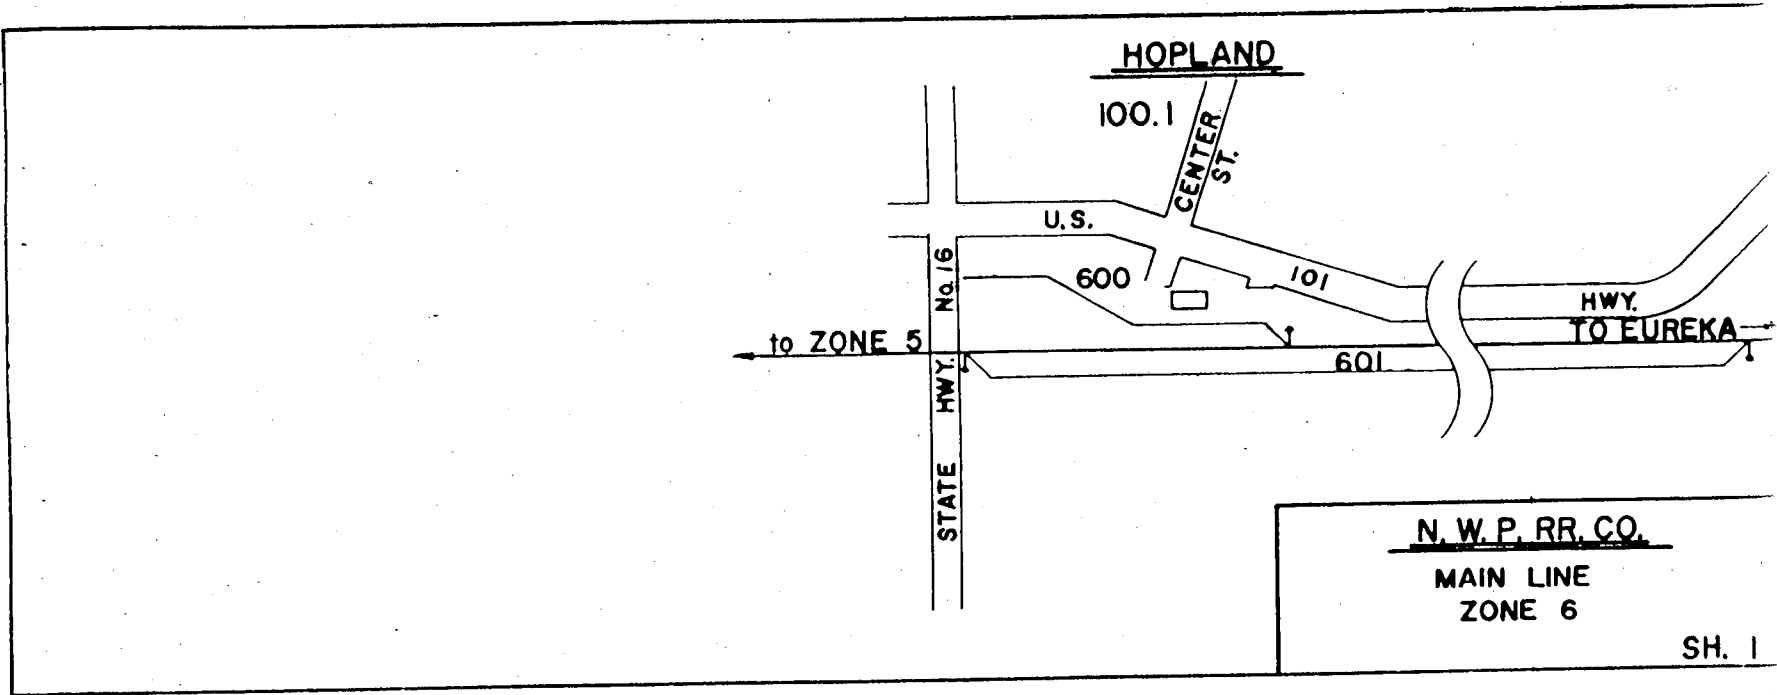 HOPLAND
100.1
CENTER
ST.
U.S.
101
HWY.
600
STATE HWY. No. 16
to ZONE 5
TO EUREKA
601
N. W. P. RR. CO.
MAIN LINE
ZONE 6
SH. 1